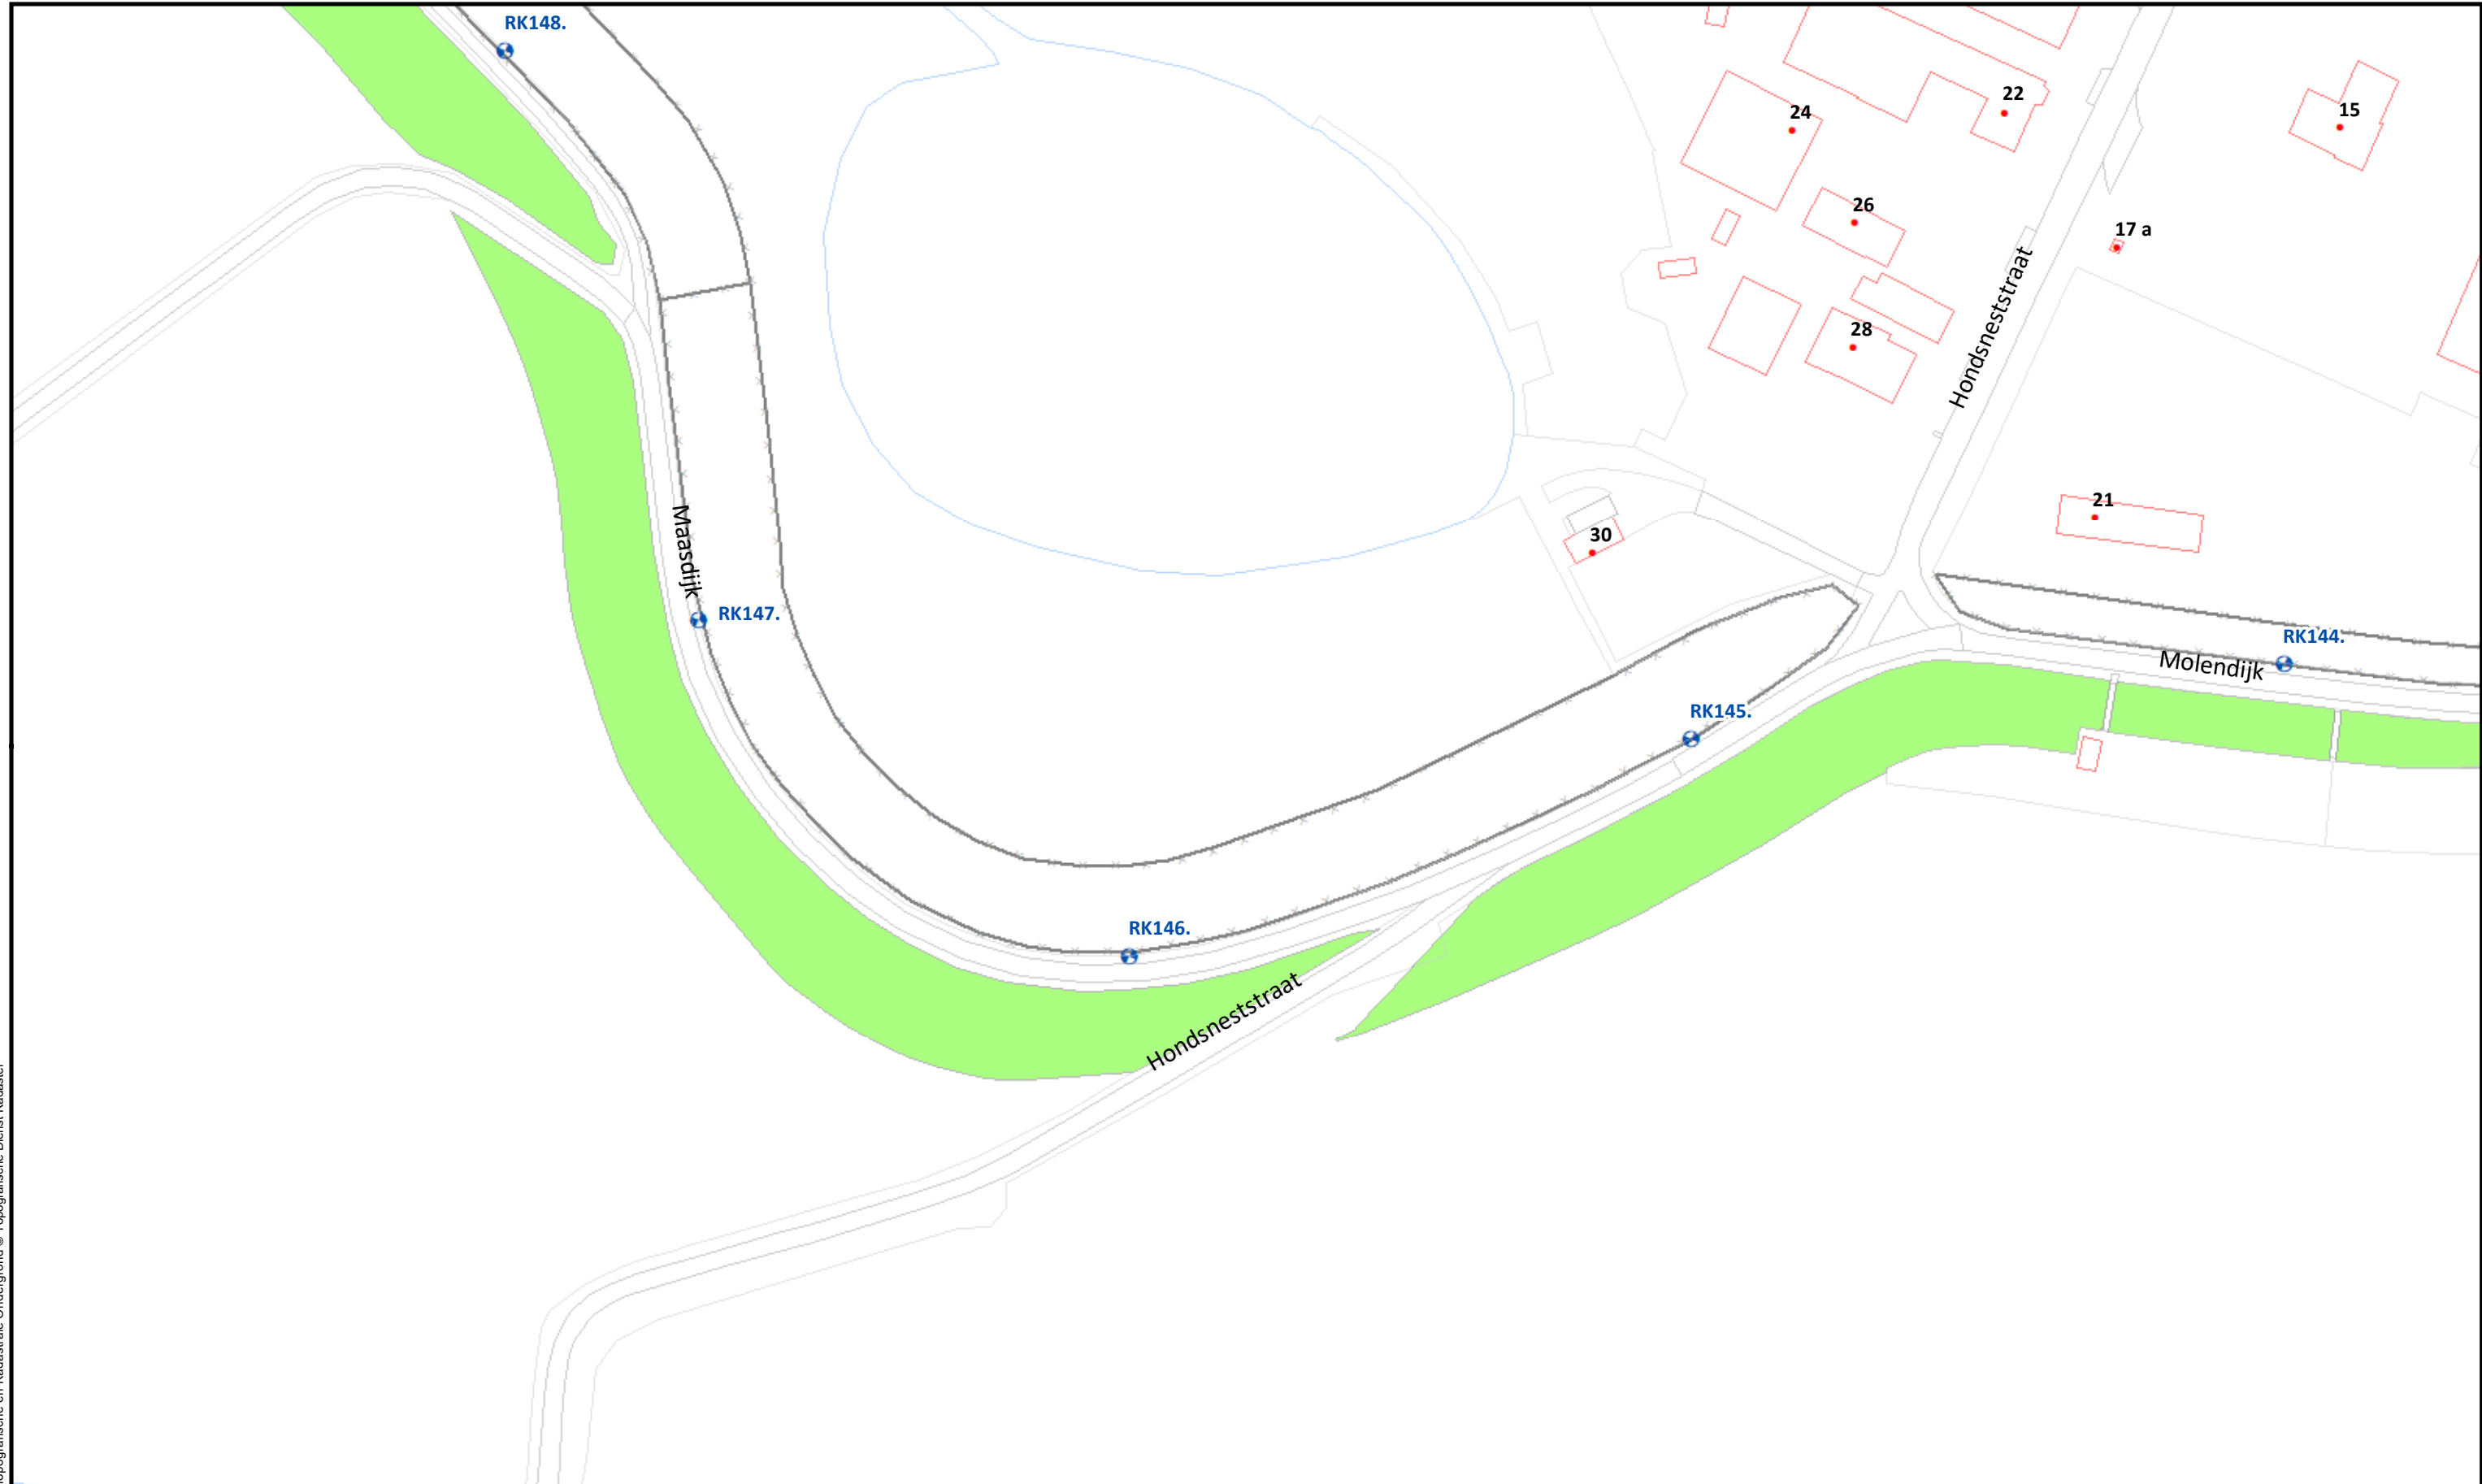 RK148.
22
24
15
26
17 a
28
Hondsneststraat
21
30
Maasdijk
RK147.
RK144.
Molendijk
RK145.
RK146.
Hondsneststraat